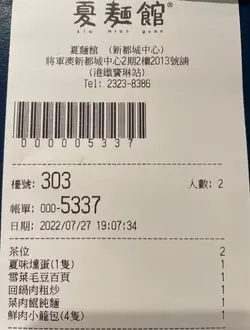 夏麵館®
xia mian guan
夏麵館 (新都城中心)
將軍澳新都城中心2期2樓2013號舖
(港鐵寶琳站)
Tel: 2323-8386
000005337
檯號: 303
人數: 2
帳單: 000-5337
日期: 2022/07/27 19:07:34
茶位 2
夏味燻蛋(1隻) 1
雪菜毛豆百頁 1
回鍋肉粗炒 1
菜肉餛飩麵 1
鮮肉小籠包(4隻) 1